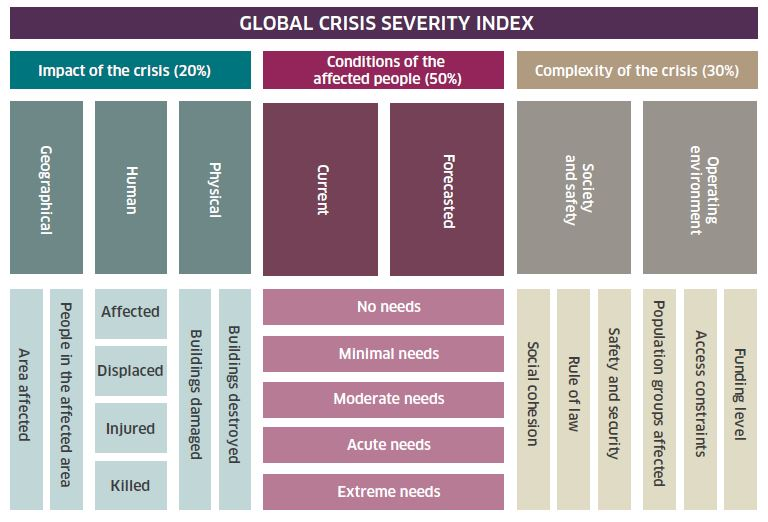 GLOBAL CRISIS SEVERITY INDEX
Impact of the crisis (20%)
Conditions of the
affected people (50%)
Complexity of the crisis (30%)
Geographical
Human
Physical
Current
Forecasted
Society
and safety
Operating
environment
Area affected
People in the affected area
Affected
Displaced
Injured
Killed
Buildings damaged
Buildings destroyed
No needs
Minimal needs
Moderate needs
Acute needs
Extreme needs
Social cohesion
Rule of law
Safety and security
Population groups affected
Access constraints
Funding level